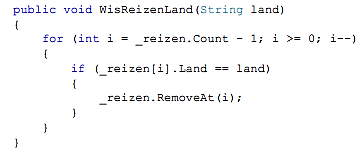 public void WisReizenLand(String land)
{
for (int i = _reizen.Count - 1; i >= 0; i--)
{
if (_reizen[i].Land == land)
{
_reizen.RemoveAt(i);
}
}
}